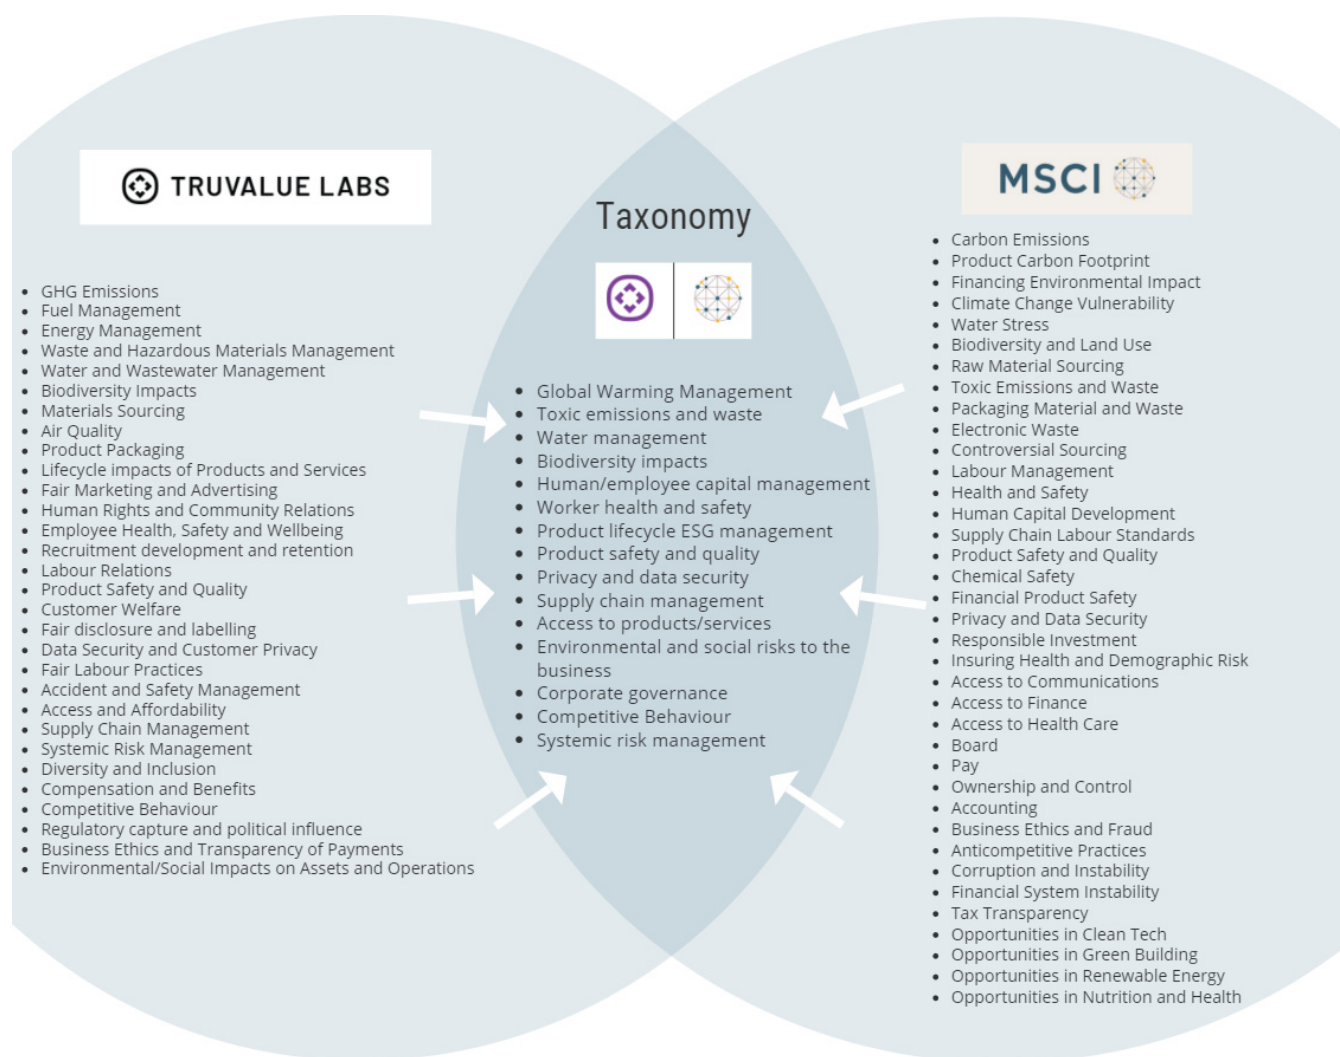 TRUVALUE LABS
• GHG Emissions
• Fuel Management
• Energy Management
• Waste and Hazardous Materials Management
• Water and Wastewater Management
• Biodiversity Impacts
• Materials Sourcing
• Air Quality
• Product Packaging
• Lifecycle impacts of Products and Services
• Fair Marketing and Advertising
• Human Rights and Community Relations
• Employee Health, Safety and Wellbeing
• Recruitment development and retention
• Labour Relations
• Product Safety and Quality
• Customer Welfare
• Fair disclosure and labelling
• Data Security and Customer Privacy
• Fair Labour Practices
• Accident and Safety Management
• Access and Affordability
• Supply Chain Management
• Systemic Risk Management
• Diversity and Inclusion
• Compensation and Benefits
• Competitive Behaviour
• Regulatory capture and political influence
• Business Ethics and Transparency of Payments
• Environmental/Social Impacts on Assets and Operations
Taxonomy
• Global Warming Management
• Toxic emissions and waste
• Water management
• Biodiversity impacts
• Human/employee capital management
• Worker health and safety
• Product lifecycle ESG management
• Product safety and quality
• Privacy and data security
• Supply chain management
• Access to products/services
• Environmental and social risks to the
business
• Corporate governance
• Competitive Behaviour
• Systemic risk management
MSCI
• Carbon Emissions
• Product Carbon Footprint
• Financing Environmental Impact
• Climate Change Vulnerability
• Water Stress
• Biodiversity and Land Use
• Raw Material Sourcing
• Toxic Emissions and Waste
• Packaging Material and Waste
• Electronic Waste
• Controversial Sourcing
• Labour Management
• Health and Safety
• Human Capital Development
• Supply Chain Labour Standards
• Product Safety and Quality
• Chemical Safety
• Financial Product Safety
• Privacy and Data Security
• Responsible Investment
• Insuring Health and Demographic Risk
• Access to Communications
• Access to Finance
• Access to Health Care
• Board
• Pay
• Ownership and Control
• Accounting
• Business Ethics and Fraud
• Anticompetitive Practices
• Corruption and Instability
• Financial System Instability
• Tax Transparency
• Opportunities in Clean Tech
• Opportunities in Green Building
• Opportunities in Renewable Energy
• Opportunities in Nutrition and Health